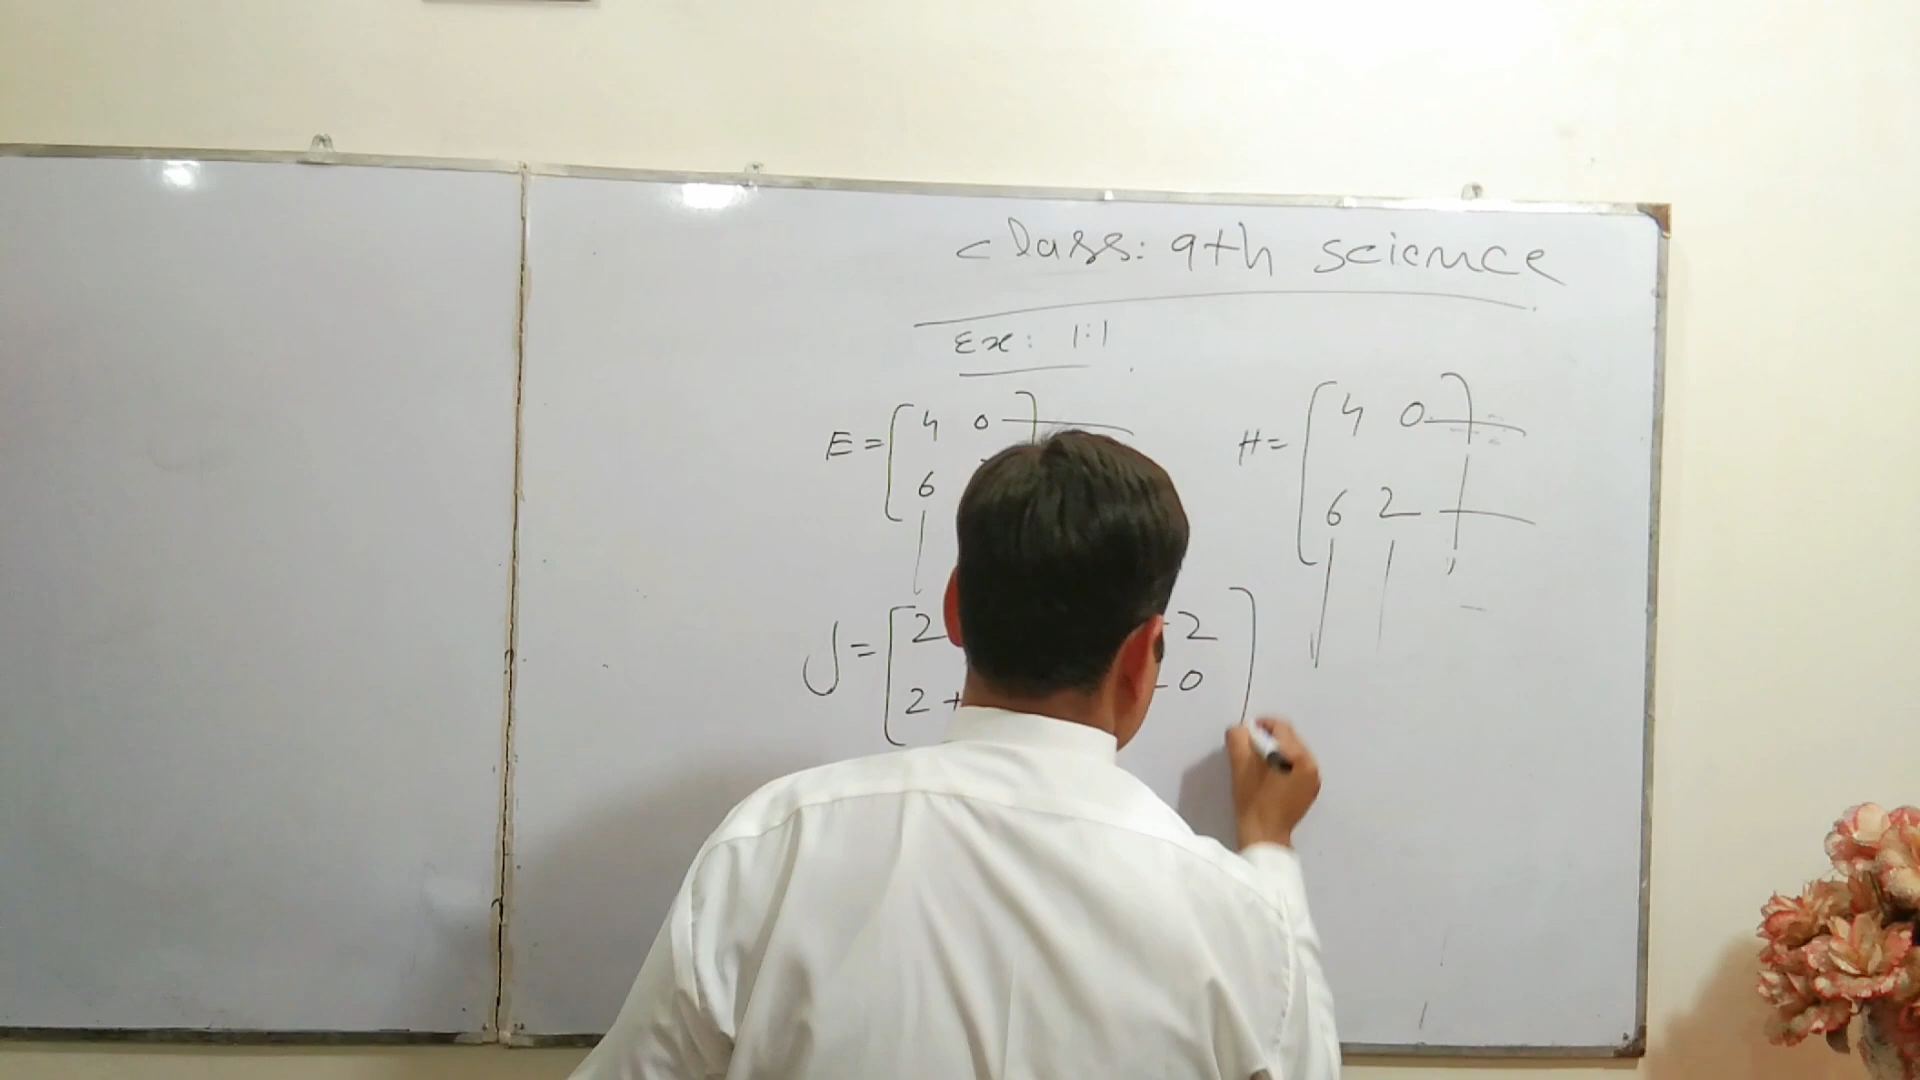 class: 9th science
Ex: 1:1
E = [ 4 0 ] H = [ 4 0 ]
6 6 2
J = [ 2 - 2 ]
2 + - 0